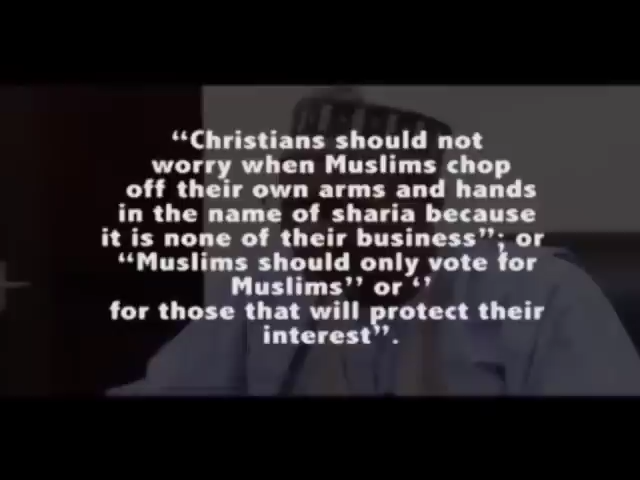 “Christians should not
worry when Muslims chop
off their own arms and hands
in the name of sharia because
it is none of their business”; or
“Muslims should only vote for
Muslims’’ or ‘’
for those that will protect their
interest”.